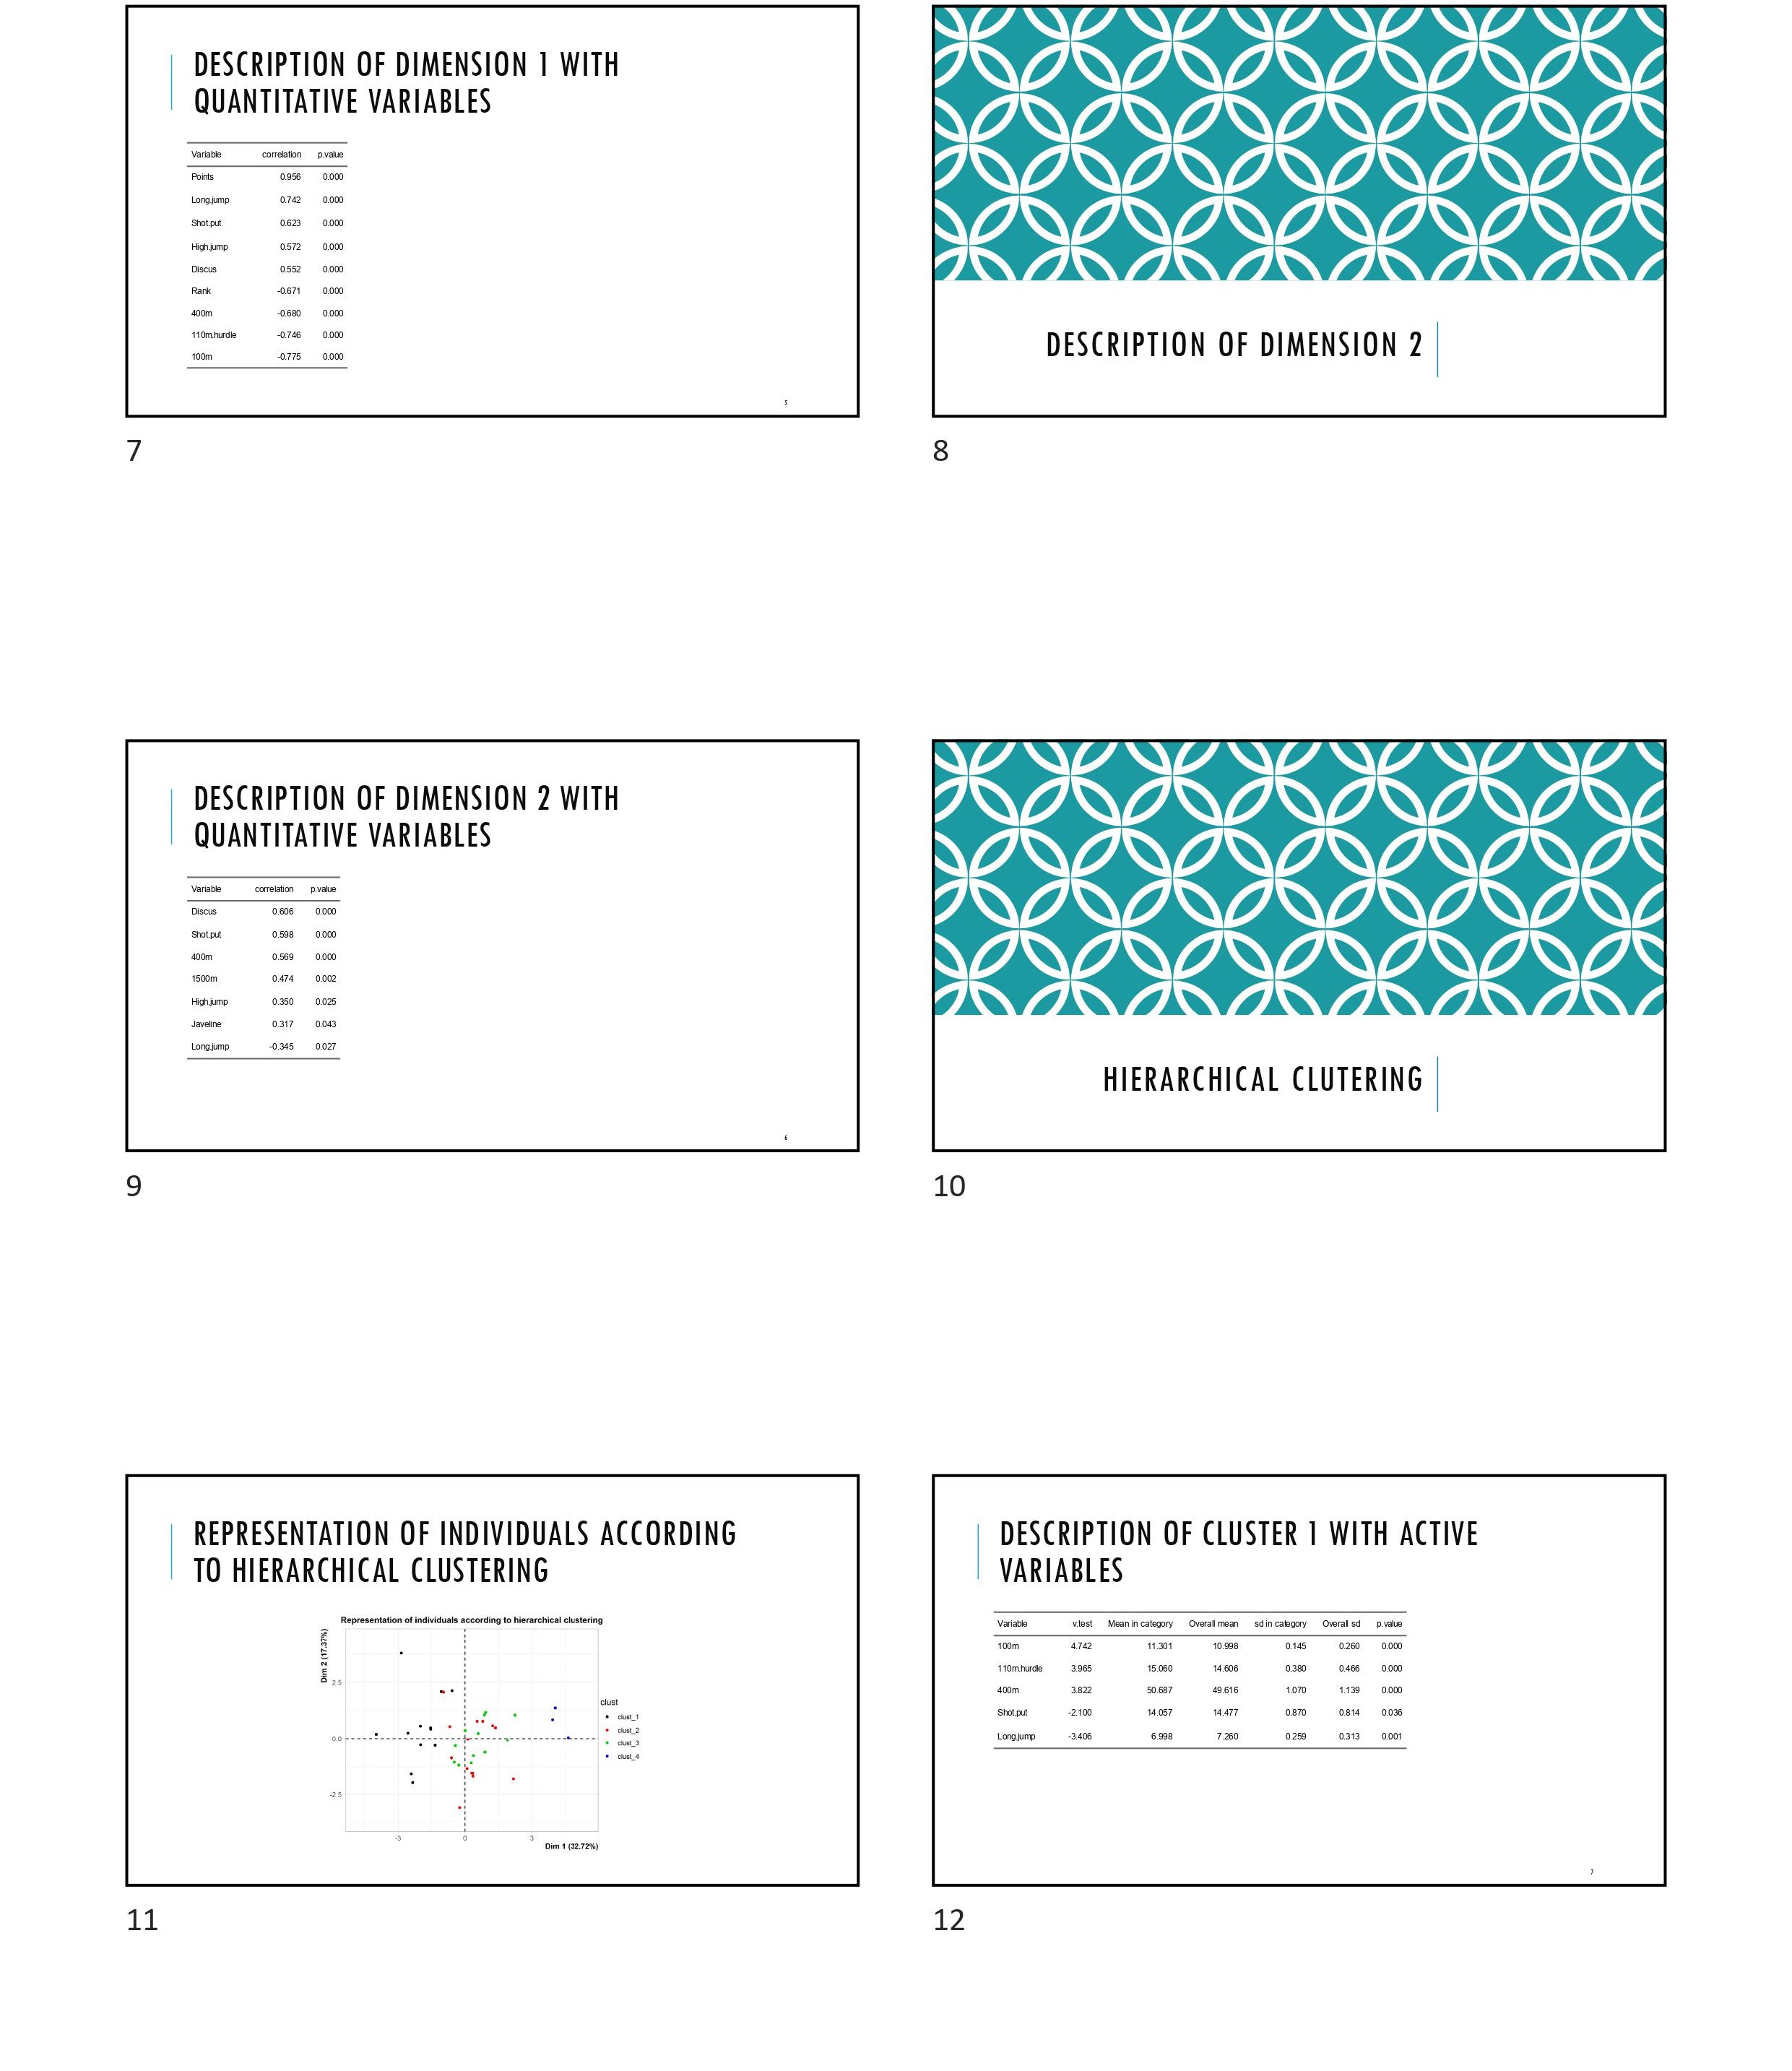 DESCRIPTION OF DIMENSION 1 WITH
QUANTITATIVE VARIABLES
Variable correlation p.value
Points 0.956 0.000
Long.jump 0.742 0.000
Shot.put 0.623 0.000
High.jump 0.572 0.000
Discus 0.552 0.000
Rank -0.671 0.000
400m -0.680 0.000
110m.hurdle -0.746 0.000
100m -0.775 0.000
5
7
DESCRIPTION OF DIMENSION 2
8
DESCRIPTION OF DIMENSION 2 WITH
QUANTITATIVE VARIABLES
Variable correlation p.value
Discus 0.606 0.000
Shot.put 0.598 0.000
400m 0.569 0.000
1500m 0.474 0.002
High.jump 0.350 0.025
Javeline 0.317 0.043
Long.jump -0.345 0.027
6
9
HIERARCHICAL CLUTERING
10
REPRESENTATION OF INDIVIDUALS ACCORDING
TO HIERARCHICAL CLUSTERING
Representation of individuals according to hierarchical clustering
Dim 2 (17.37%)
2.5
0.0
-2.5
-3 0 3
Dim 1 (32.72%)
clust
clust_1
clust_2
clust_3
clust_4
11
DESCRIPTION OF CLUSTER 1 WITH ACTIVE
VARIABLES
Variable v.test Mean in category Overall mean sd in category Overall sd p.value
100m 4.742 11.301 10.998 0.145 0.260 0.000
110m.hurdle 3.965 15.060 14.606 0.380 0.466 0.000
400m 3.822 50.687 49.616 1.070 1.139 0.000
Shot.put -2.100 14.057 14.477 0.870 0.814 0.036
Long.jump -3.406 6.998 7.260 0.259 0.313 0.001
7
12